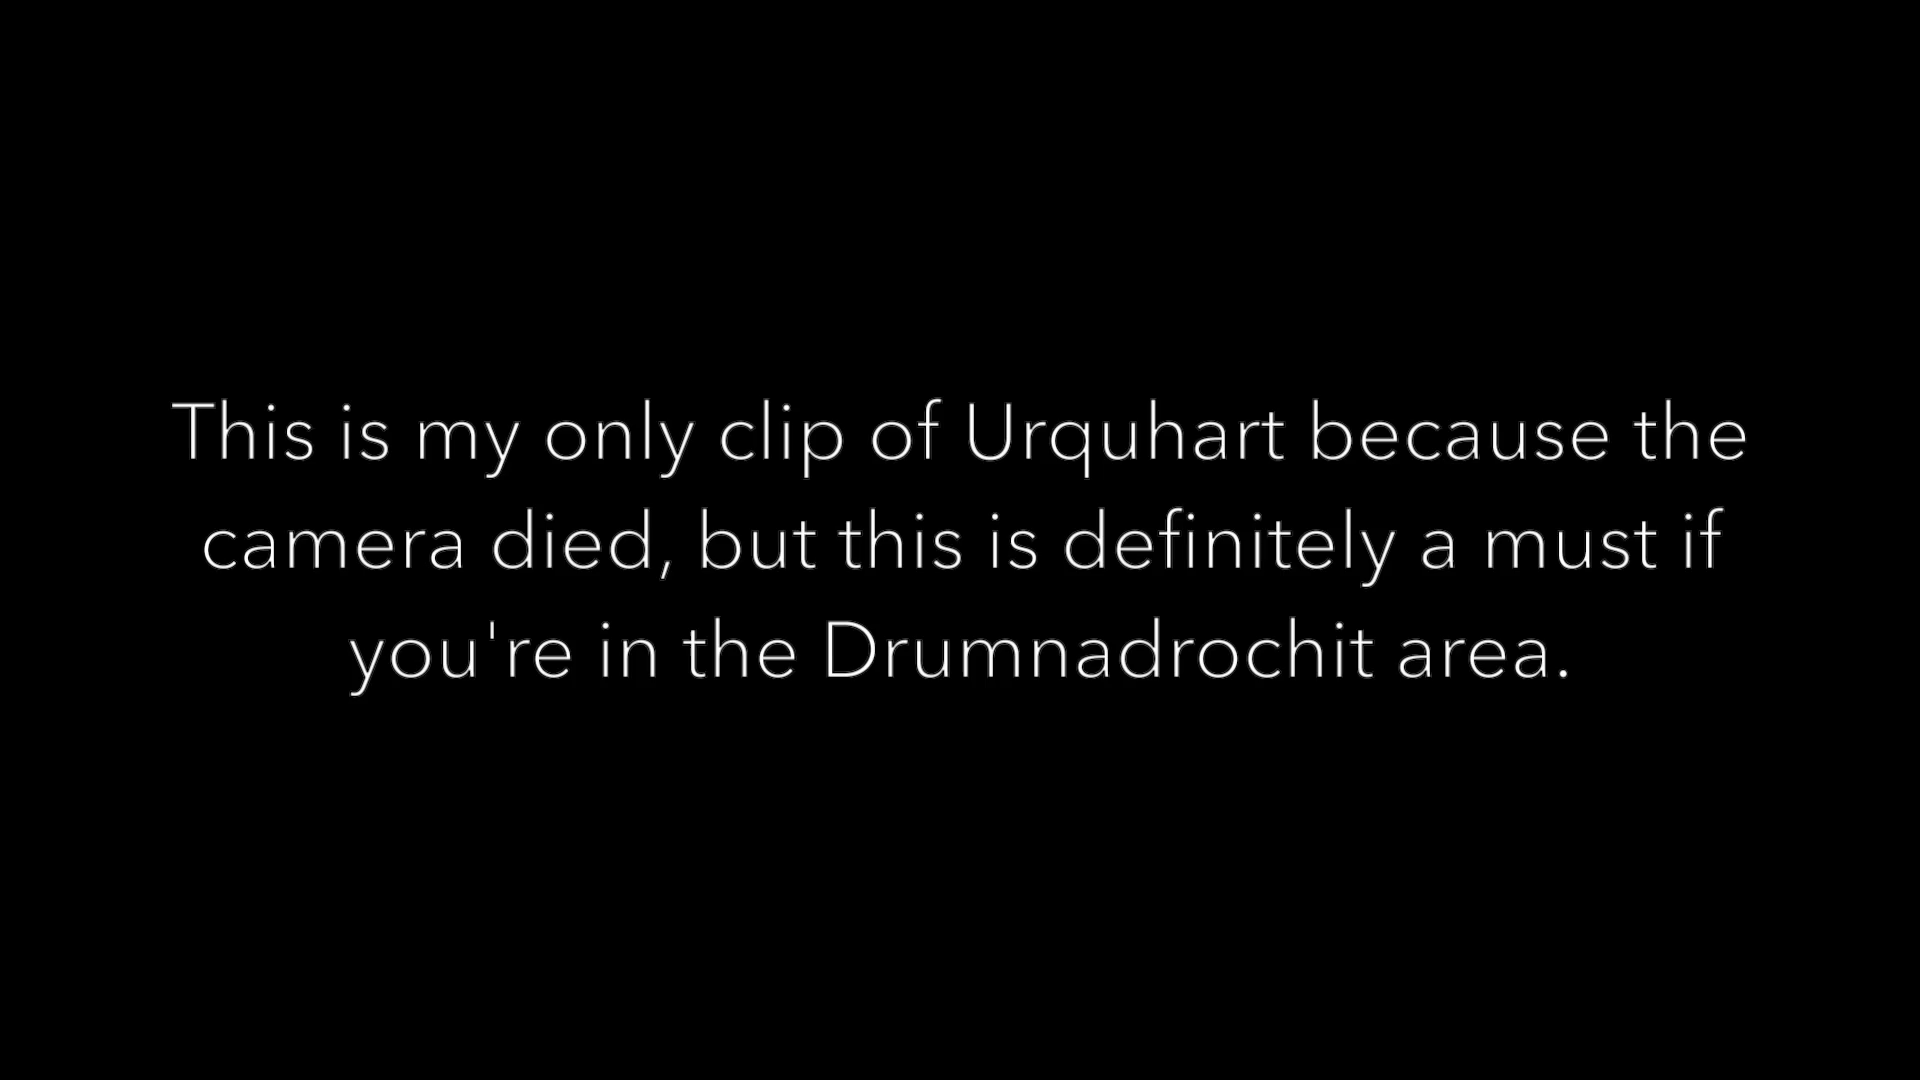 This is my only clip of Urquhart because the
camera died, but this is definitely a must if
you're in the Drumnadrochit area.